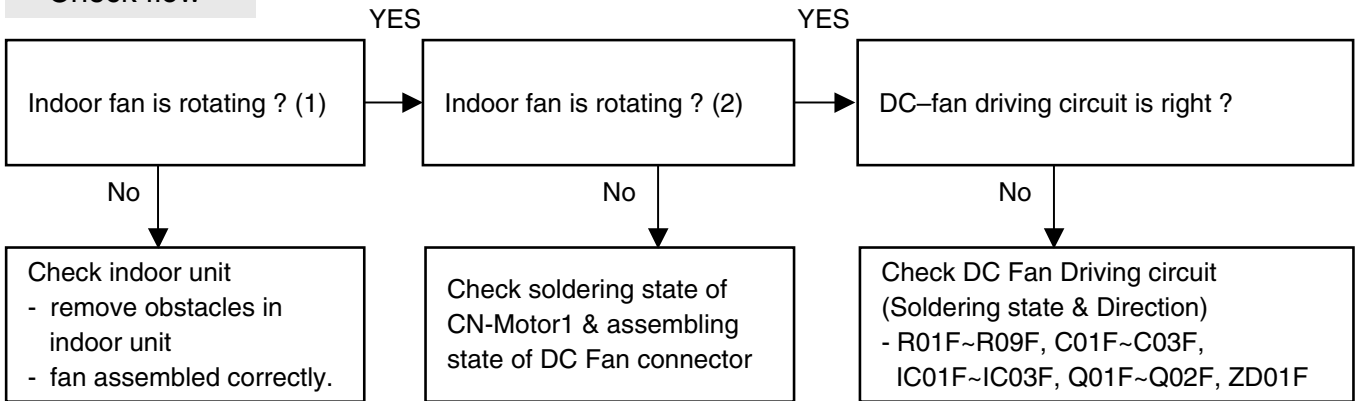 YES
YES
Indoor fan is rotating ? (1)
Indoor fan is rotating ? (2)
DC–fan driving circuit is right ?
No
No
No
Check indoor unit
- remove obstacles in
indoor unit
- fan assembled correctly.
Check soldering state of
CN-Motor1 & assembling
state of DC Fan connector
Check DC Fan Driving circuit
(Soldering state & Direction)
- R01F~R09F, C01F~C03F,
IC01F~IC03F, Q01F~Q02F, ZD01F